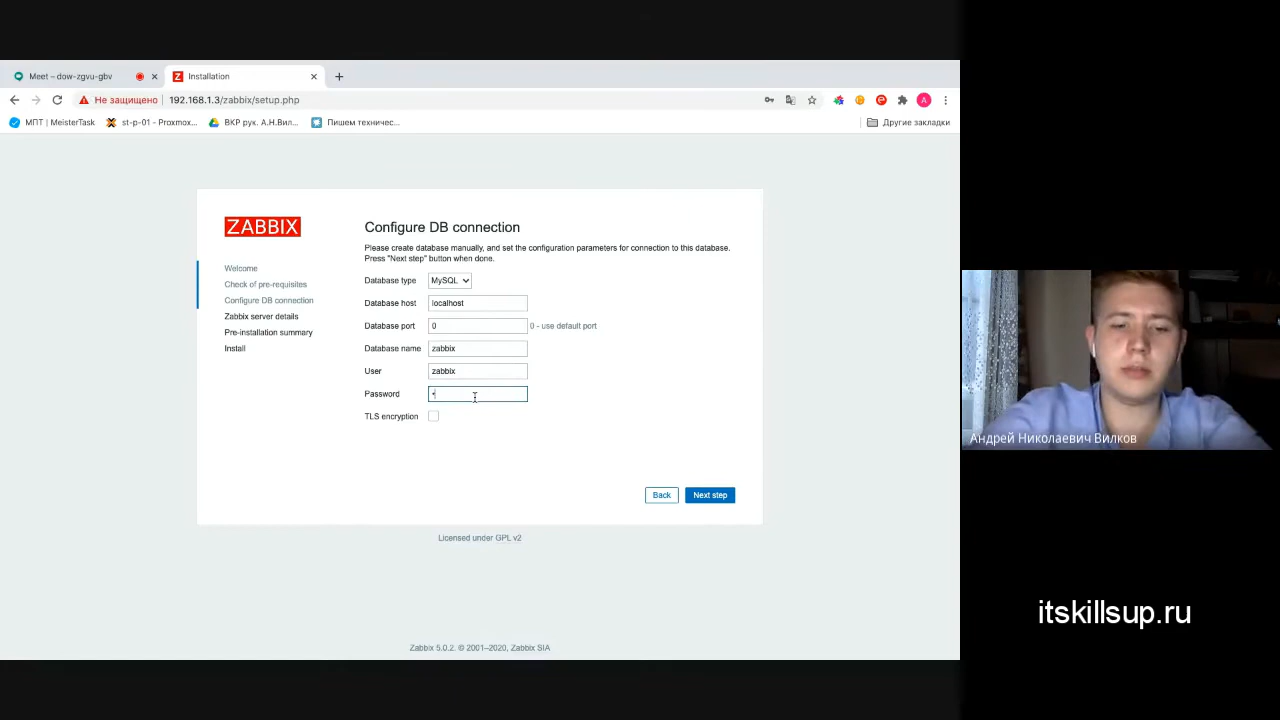 Meet – dow-zgvu-gbv
Installation
Не защищено
192.168.1.3/zabbix/setup.php
A
МПТ | MeisterTask
st-p-01 - Proxmox...
ВКР рук. А.Н.Вил...
Пишем техничес...
Другие закладки
ZABBIX
Welcome
Check of pre-requisites
Configure DB connection
Zabbix server details
Pre-installation summary
Install
Configure DB connection
Please create database manually, and set the configuration parameters for connection to this database.
Press "Next step" button when done.
Database type MySQL
Database host localhost
Database port 0 0 - use default port
Database name zabbix
User zabbix
Password
TLS encryption
Back Next step
Licensed under GPL v2
Zabbix 5.0.2. © 2001–2020, Zabbix SIA
Андрей Николаевич Вилков
itskillsup.ru